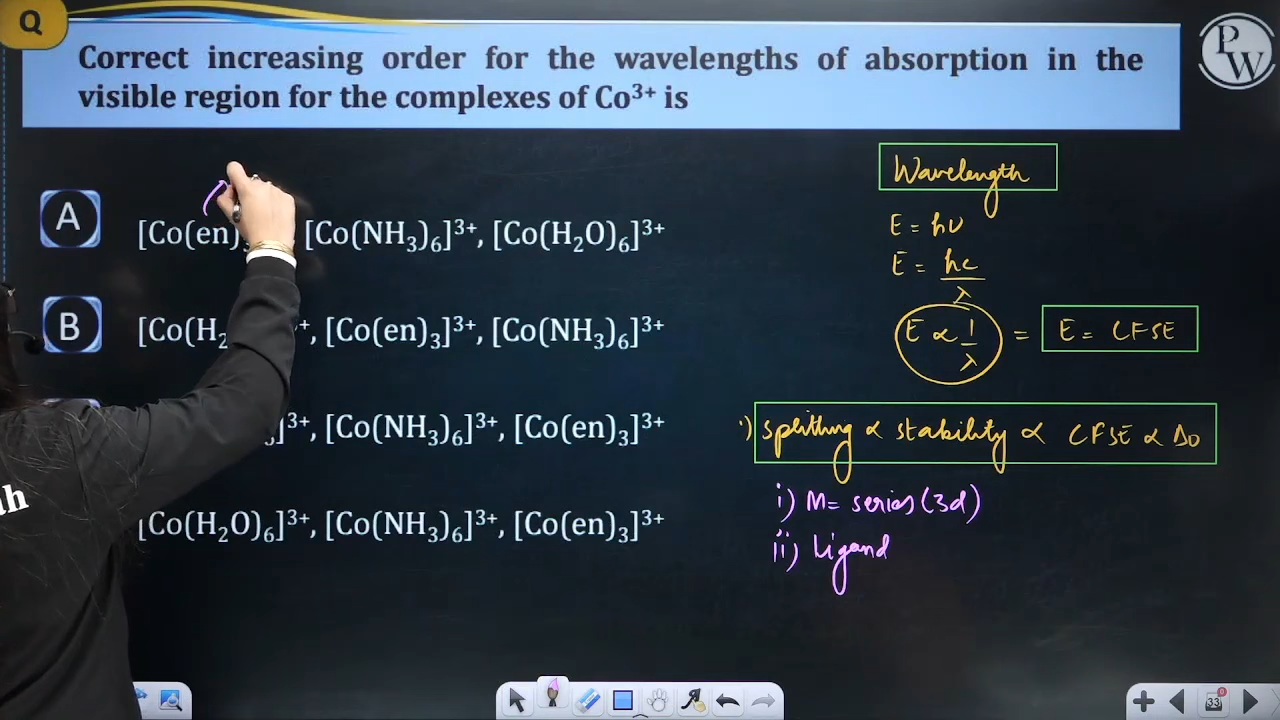 Q
Correct increasing order for the wavelengths of absorption in the
visible region for the complexes of Co³⁺ is
PW
A
[Co(en) [Co(NH₃)₆]³⁺, [Co(H₂O)₆]³⁺
B
[Co(H₂ ⁺, [Co(en)₃]³⁺, [Co(NH₃)₆]³⁺
]³⁺, [Co(NH₃)₆]³⁺, [Co(en)₃]³⁺
[Co(H₂O)₆]³⁺, [Co(NH₃)₆]³⁺, [Co(en)₃]³⁺
Wavelength
E = hν
E = hc/λ
E ∝ 1/λ = E = CFSE
i) splitting ∝ stability ∝ CFSE ∝ Δo
i) M = series (3d)
ii) Ligand
33